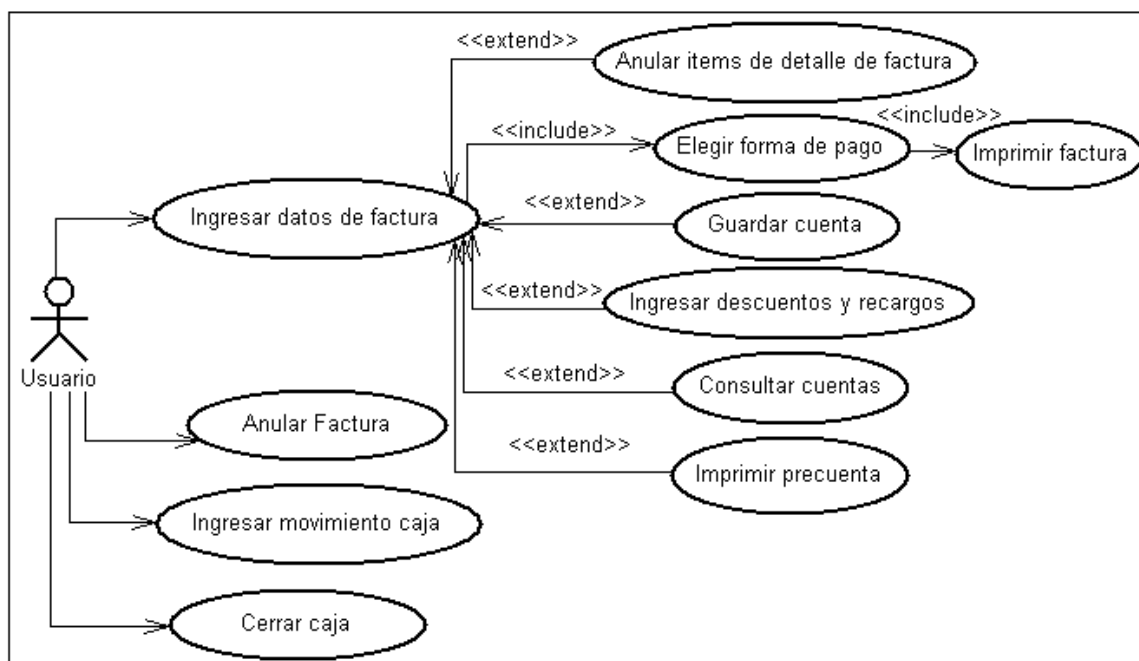 <<extend>>
Anular items de detalle de factura
<<include>>
<<include>>
Elegir forma de pago
Imprimir factura
Ingresar datos de factura
<<extend>>
Guardar cuenta
<<extend>>
Ingresar descuentos y recargos
Usuario
<<extend>>
Consultar cuentas
Anular Factura
<<extend>>
Imprimir precuenta
Ingresar movimiento caja
Cerrar caja